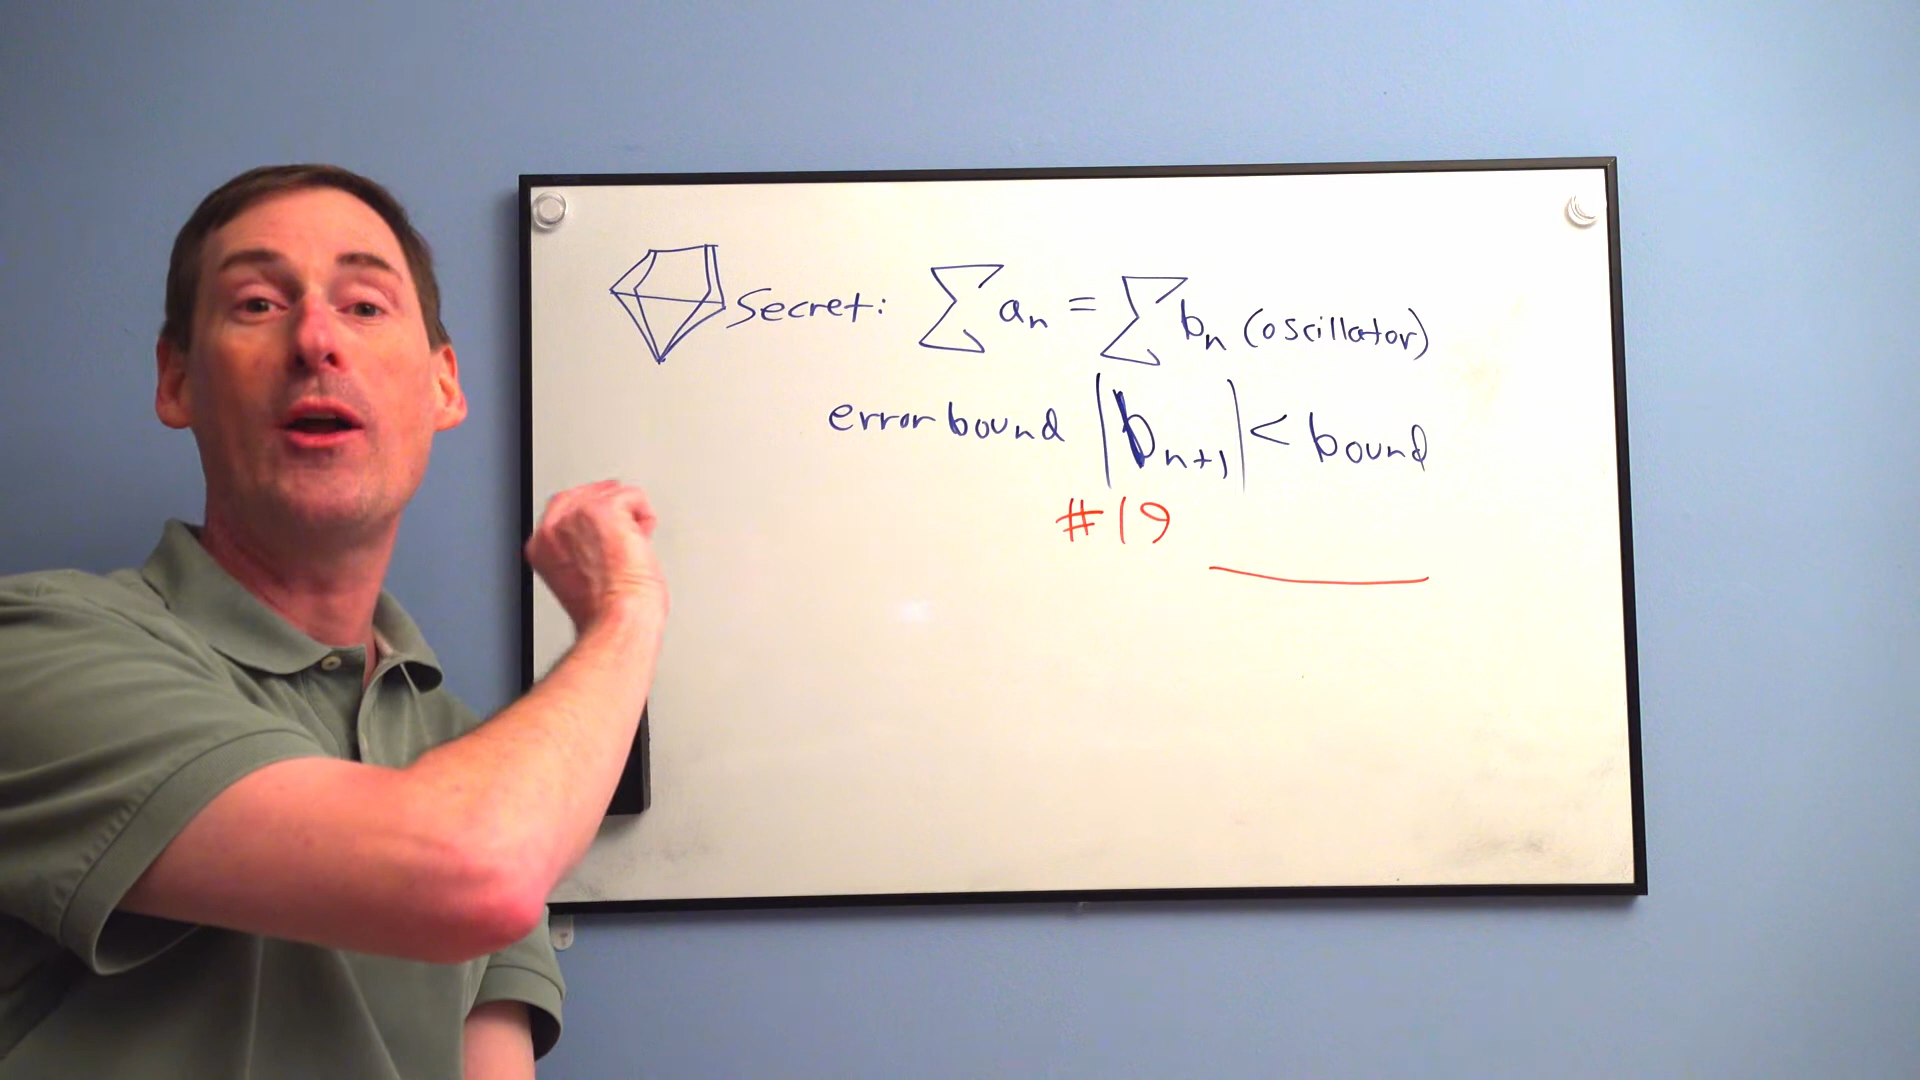 Secret: ∑ aₙ = ∑ bₙ (oscillator)
error bound |bₙ₊₁| < bound
#19